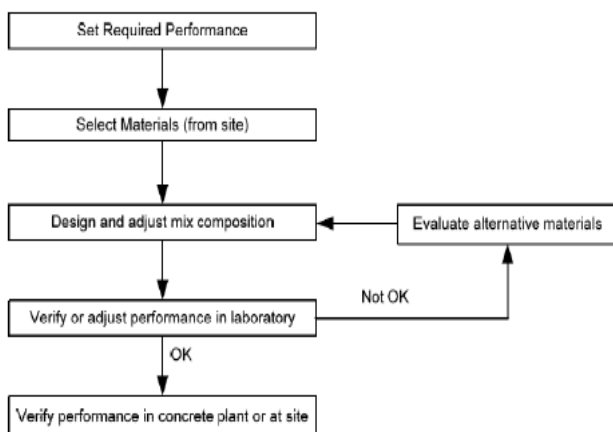 Set Required Performance
Select Materials (from site)
Design and adjust mix composition
Evaluate alternative materials
Not OK
Verify or adjust performance in laboratory
OK
Verify performance in concrete plant or at site